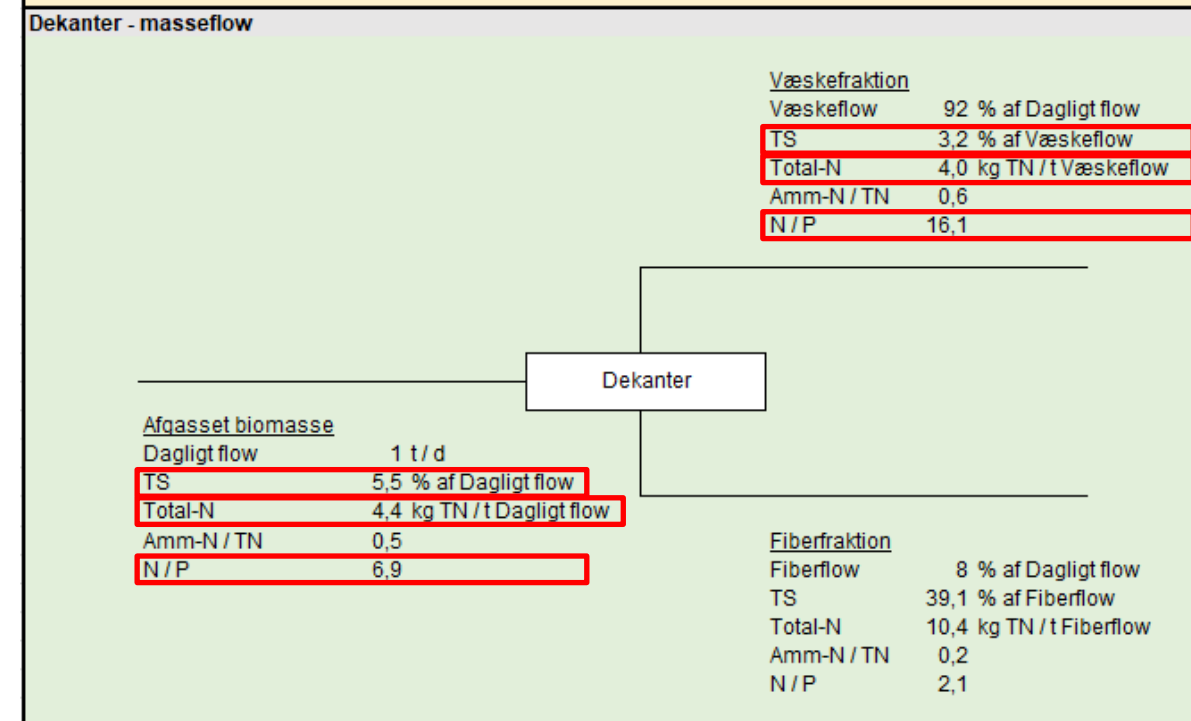 Dekanter - masseflow
Væskefraktion
Væskeflow 92 % af Dagligt flow
TS 3,2 % af Væskeflow
Total-N 4,0 kg TN / t Væskeflow
Amm-N / TN 0,6
N / P 16,1
Dekanter
Afgasset biomasse
Dagligt flow 1 t / d
TS 5,5 % af Dagligt flow
Total-N 4,4 kg TN / t Dagligt flow
Amm-N / TN 0,5
N / P 6,9
Fiberfraktion
Fiberflow 8 % af Dagligt flow
TS 39,1 % af Fiberflow
Total-N 10,4 kg TN / t Fiberflow
Amm-N / TN 0,2
N / P 2,1